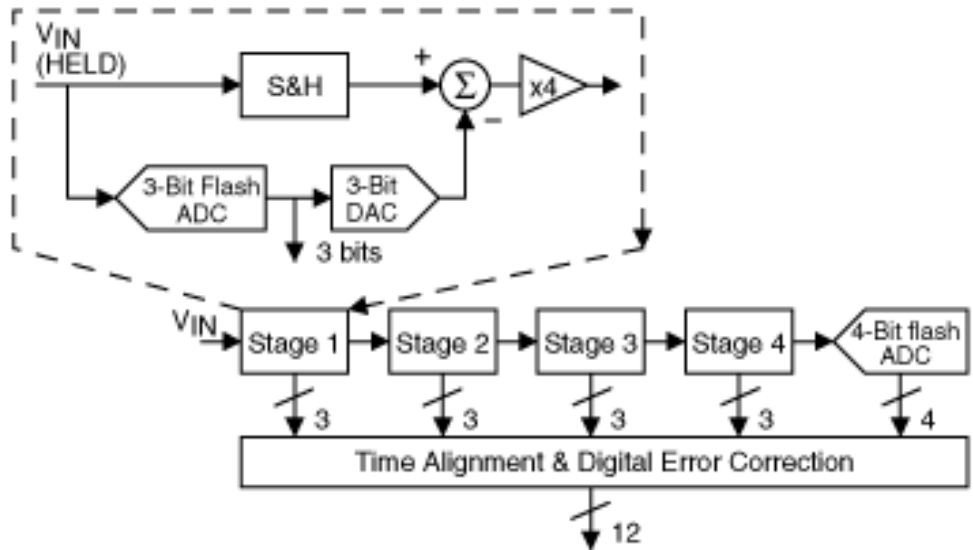 VIN
(HELD)
S&H
+
Σ
−
x4
3-Bit Flash
ADC
3-Bit
DAC
3 bits
VIN
Stage 1
Stage 2
Stage 3
Stage 4
4-Bit flash
ADC
3
3
3
3
4
Time Alignment & Digital Error Correction
12